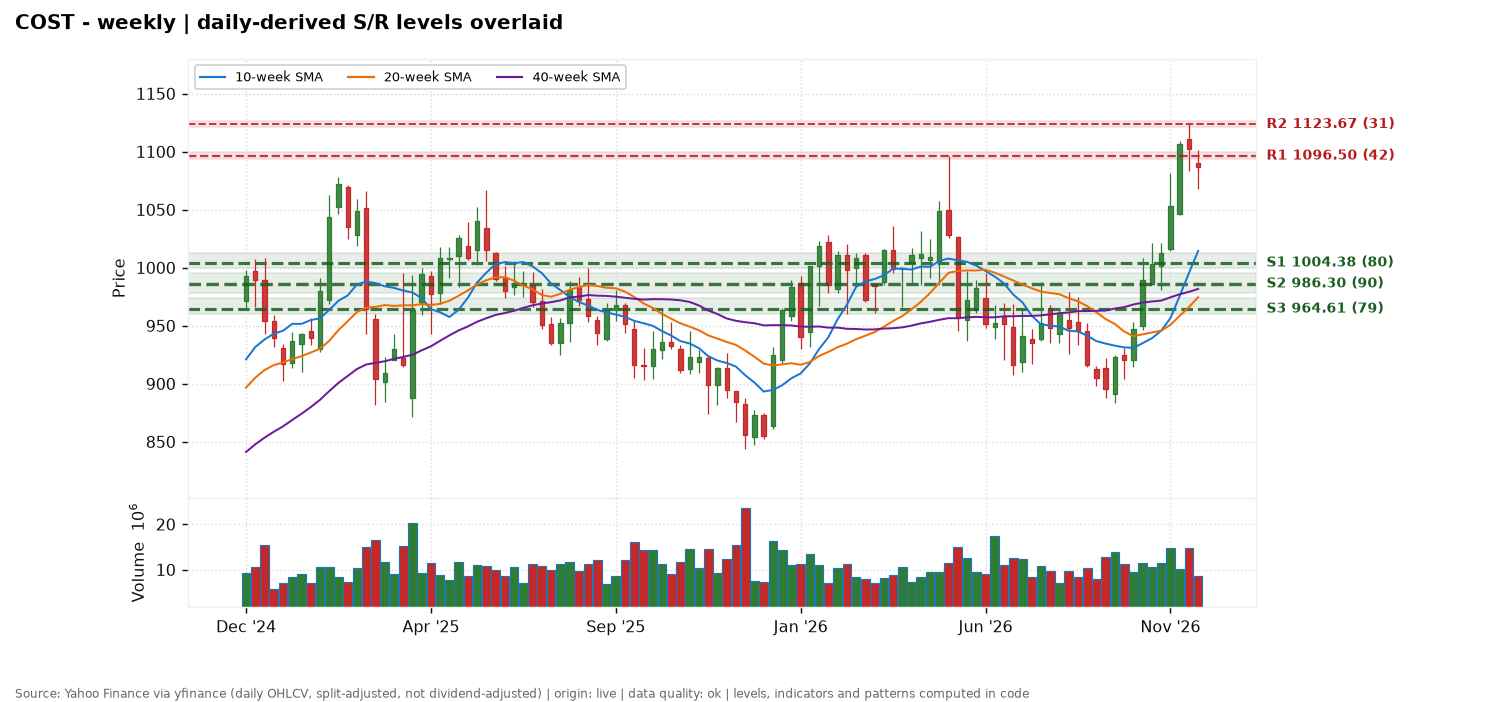 COST - weekly | daily-derived S/R levels overlaid
10-week SMA
20-week SMA
40-week SMA
Price
1150
1100
1050
1000
950
900
850
R2 1123.67 (31)
R1 1096.50 (42)
S1 1004.38 (80)
S2 986.30 (90)
S3 964.61 (79)
Volume 10⁶
20
10
Dec '24
Apr '25
Sep '25
Jan '26
Jun '26
Nov '26
Source: Yahoo Finance via yfinance (daily OHLCV, split-adjusted, not dividend-adjusted) | origin: live | data quality: ok | levels, indicators and patterns computed in code